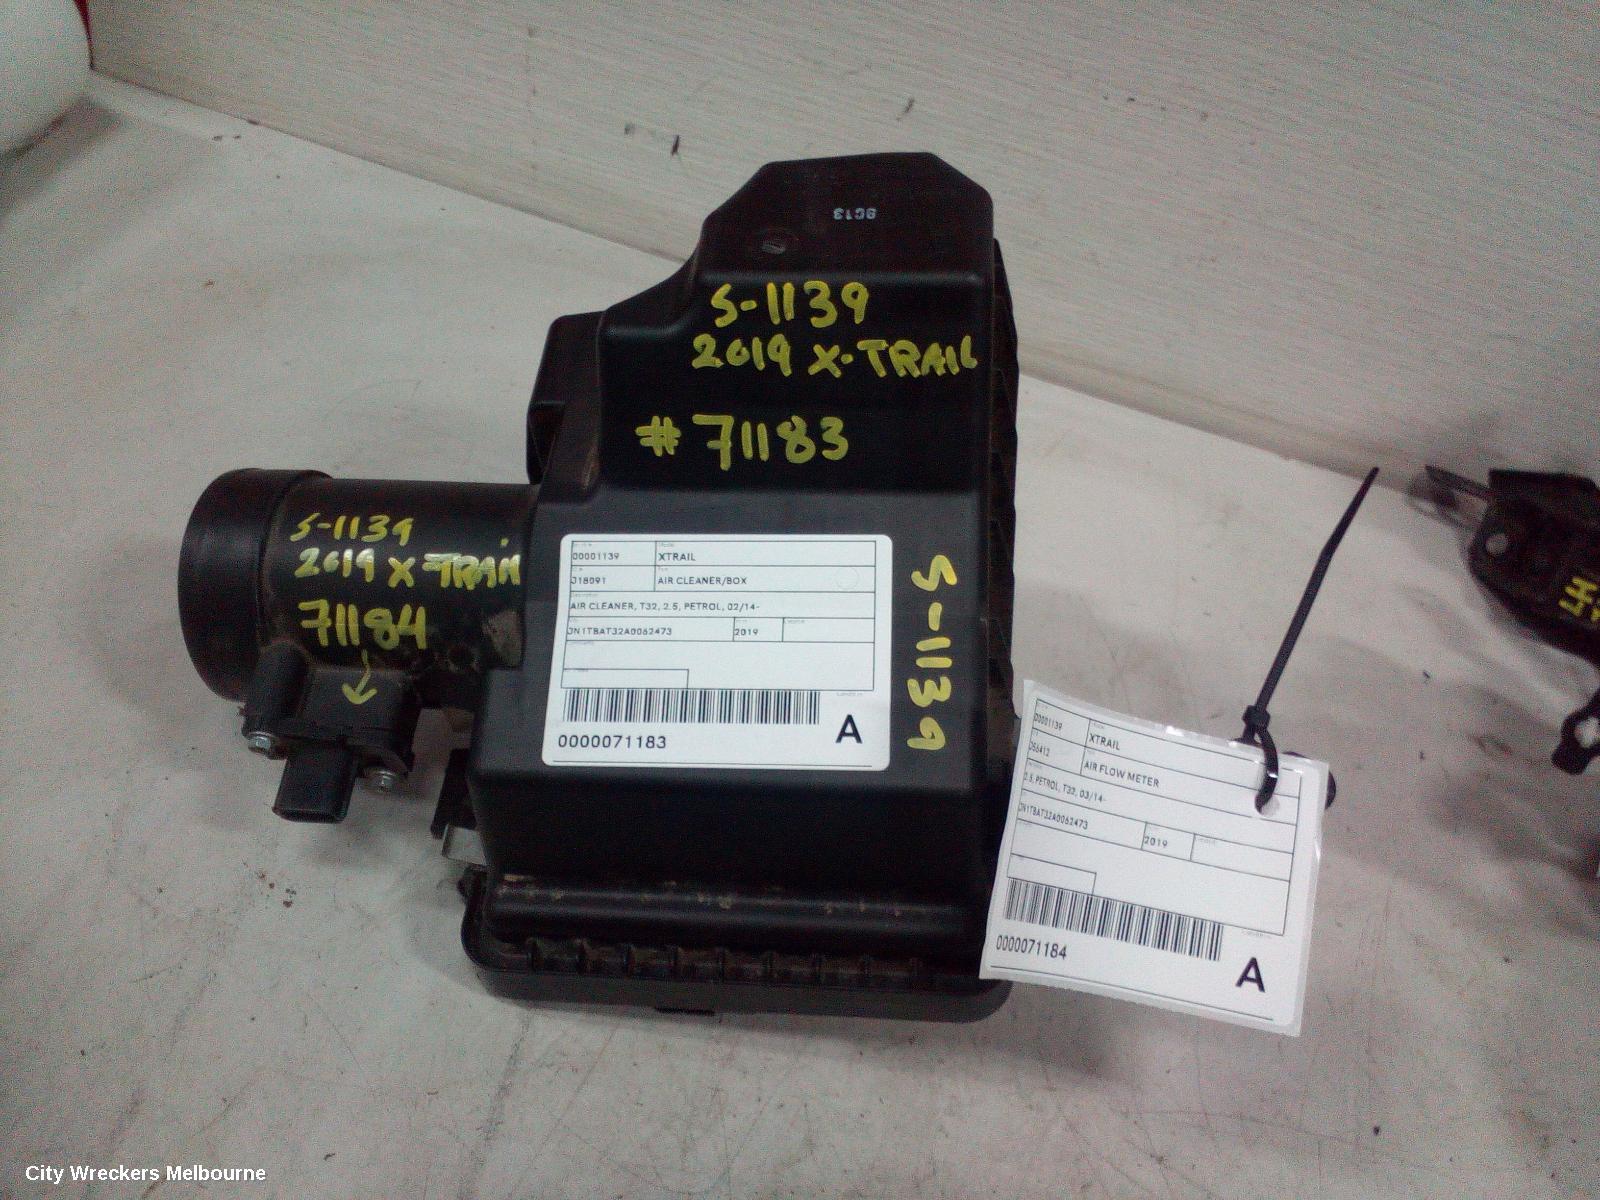 9C13
S-1139
2019 X-TRAIL
# 71183
S-1139
2019 X-TRAIL
71184
S-1139
00001139
XTRAIL
J18091
AIR CLEANER/BOX
AIR CLEANER, T32, 2.5, PETROL, 02/14-
JN1TBAT32A0062473
2019
0000071183
A
00001139
XTRAIL
AIR FLOW METER
2.5, PETROL, T32, 03/14-
JN1TBAT32A0062473
2019
0000071184
A
City Wreckers Melbourne